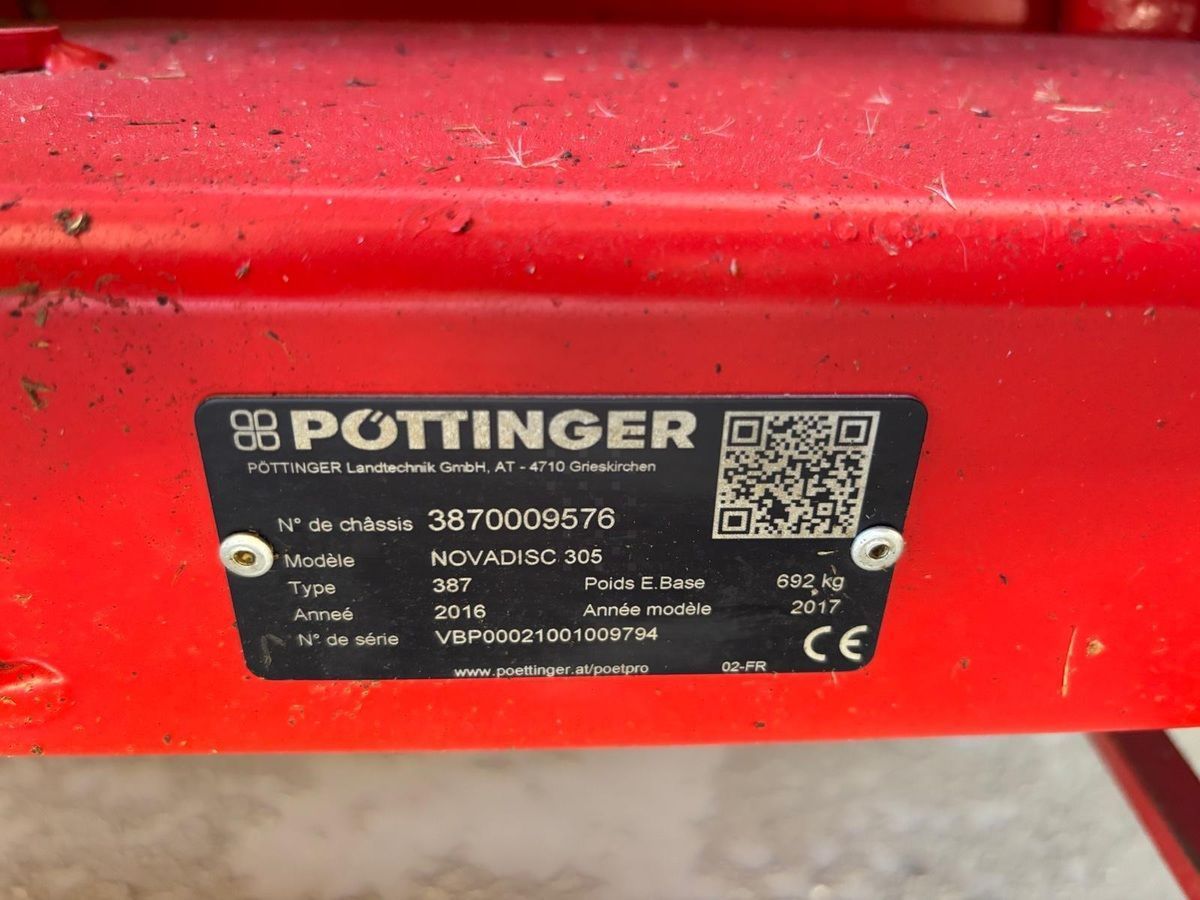 PÖTTINGER
PÖTTINGER Landtechnik GmbH, AT - 4710 Grieskirchen
N° de châssis 3870009576
Modèle NOVADISC 305
Type 387 Poids E.Base 692 kg
Anneé 2016 Année modèle 2017
N° de série VBP00021001009794
www.poettinger.at/poetpro 02-FR CE